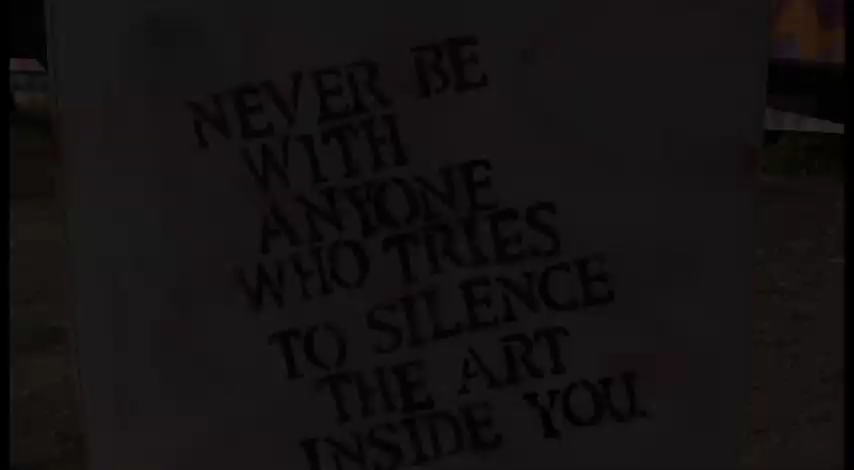 NEVER BE
WITH
ANYONE
WHO TRIES
TO SILENCE
THE ART
INSIDE YOU.